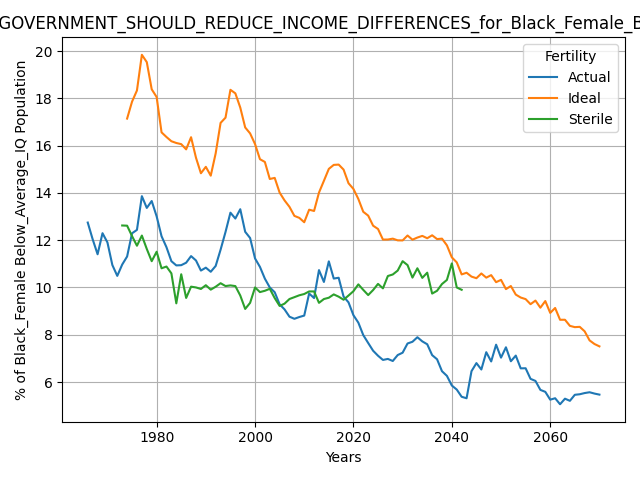 GOVERNMENT_SHOULD_REDUCE_INCOME_DIFFERENCES_for_Black_Female_B
% of Black_Female Below_Average_IQ Population
20
18
16
14
12
10
8
6
Fertility
Actual
Ideal
Sterile
1980
2000
2020
2040
2060
Years